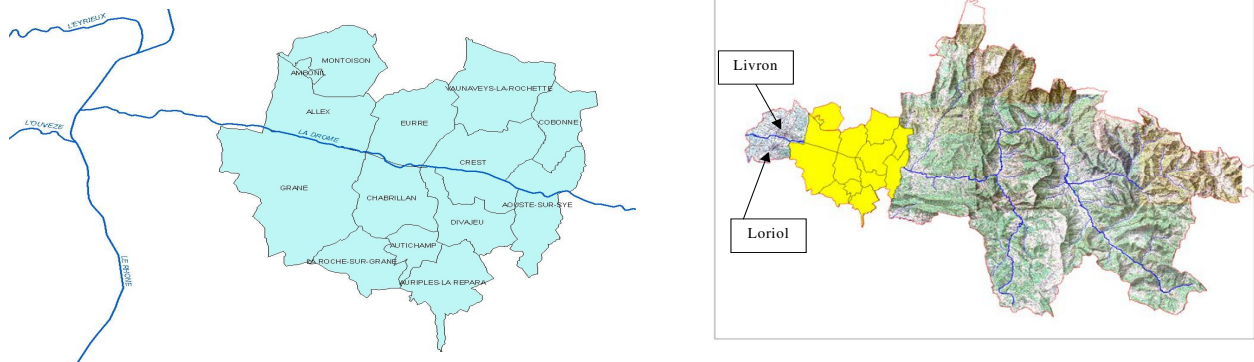 L'EYRIEUX
MONTOISON
AMBONIL
VAUNAVEYS-LA-ROCHETTE
ALLEX
EURRE
COBONNE
L'OUVEZE
LA DROME
CREST
GRANE
CHABRILLAN
AOUSTE-SUR-SYE
DIVAJEU
AUTICHAMP
LA ROCHE-SUR-GRANE
LE RHONE
AURIPLES-LA REPARA
Livron
Loriol